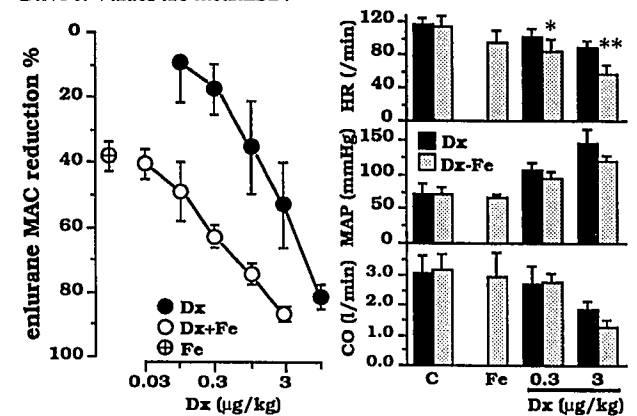 0
20
40
60
80
100
enlurane MAC reduction %
Dx
Dx+Fe
Fe
0.03
0.3
3
Dx (µg/kg)
120
80
40
0
HR (/min)
*
**
150
100
50
0
MAP (mmHg)
Dx
Dx-Fe
3.0
2.0
1.0
0.0
CO (l/min)
C
Fe
0.3
3
Dx (µg/kg)